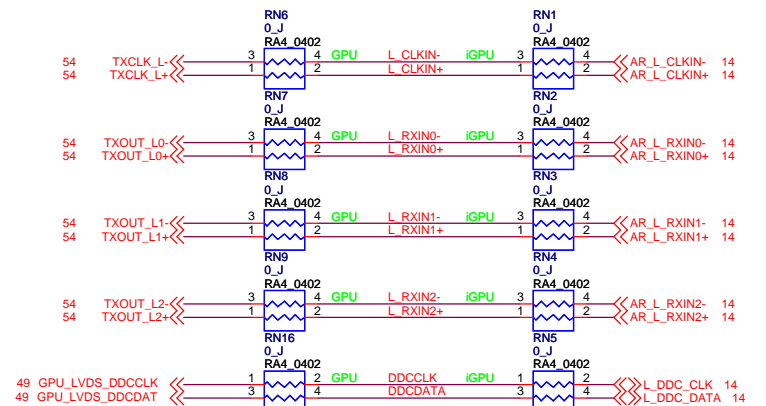 RN6 RN1
0_J 0_J
RA4_0402 RA4_0402
54 TXCLK_L- 3 4 GPU L_CLKIN- iGPU 3 4 AR_L_CLKIN- 14
54 TXCLK_L+ 1 2 L_CLKIN+ 1 2 AR_L_CLKIN+ 14
RN7 RN2
0_J 0_J
RA4_0402 RA4_0402
54 TXOUT_L0- 3 4 GPU L_RXIN0- iGPU 3 4 AR_L_RXIN0- 14
54 TXOUT_L0+ 1 2 L_RXIN0+ 1 2 AR_L_RXIN0+ 14
RN8 RN3
0_J 0_J
RA4_0402 RA4_0402
54 TXOUT_L1- 3 4 GPU L_RXIN1- iGPU 3 4 AR_L_RXIN1- 14
54 TXOUT_L1+ 1 2 L_RXIN1+ 1 2 AR_L_RXIN1+ 14
RN9 RN4
0_J 0_J
RA4_0402 RA4_0402
54 TXOUT_L2- 3 4 GPU L_RXIN2- iGPU 3 4 AR_L_RXIN2- 14
54 TXOUT_L2+ 1 2 L_RXIN2+ 1 2 AR_L_RXIN2+ 14
RN16 RN5
0_J 0_J
RA4_0402 RA4_0402
49 GPU_LVDS_DDCCLK 1 2 GPU DDCCLK iGPU 1 2 L_DDC_CLK 14
49 GPU_LVDS_DDCDAT 3 4 DDCDATA 3 4 L_DDC_DATA 14